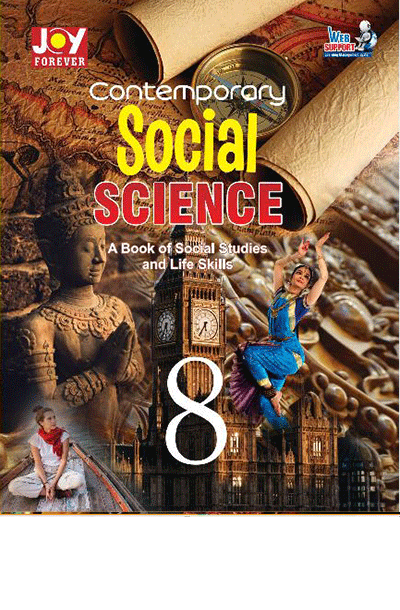 JOY
FOREVER
WEB
SUPPORT
Contemporary
Social
SCIENCE
A Book of Social Studies
and Life Skills
8